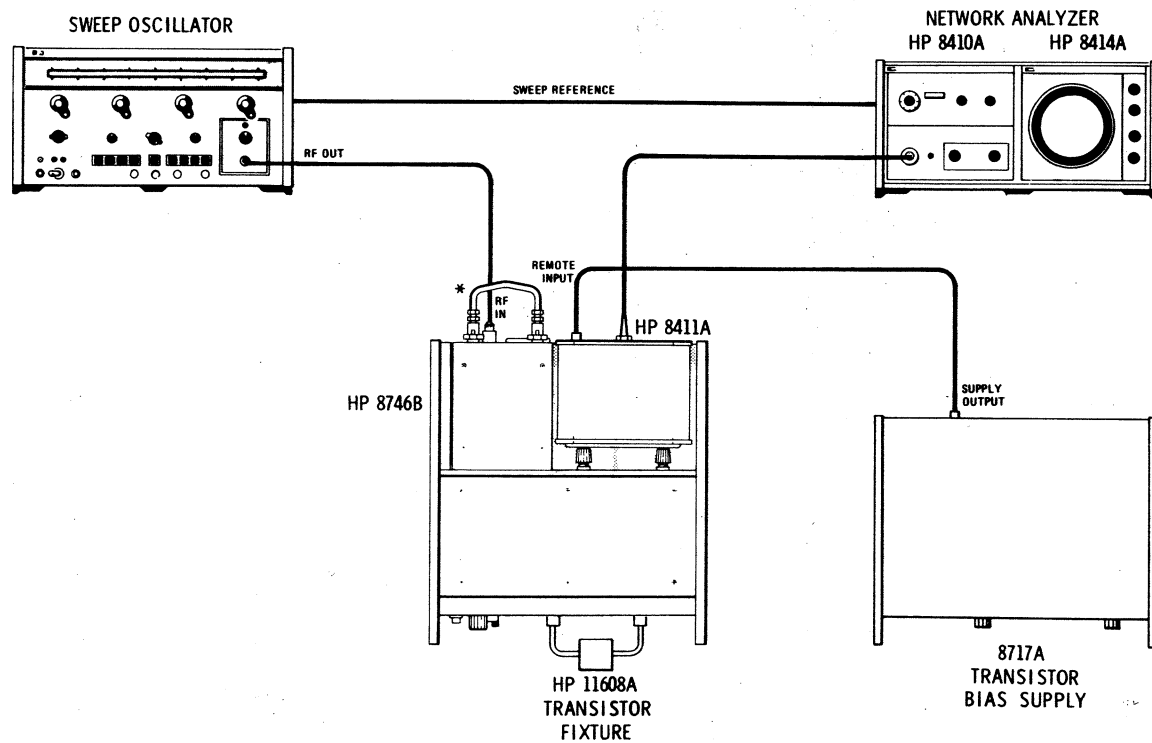 SWEEP OSCILLATOR
NETWORK ANALYZER
HP 8410A HP 8414A
SWEEP REFERENCE
RF OUT
REMOTE
INPUT
*
RF
IN
HP 8411A
HP 8746B
SUPPLY
OUTPUT
HP 11608A
TRANSISTOR
FIXTURE
8717A
TRANSISTOR
BIAS SUPPLY